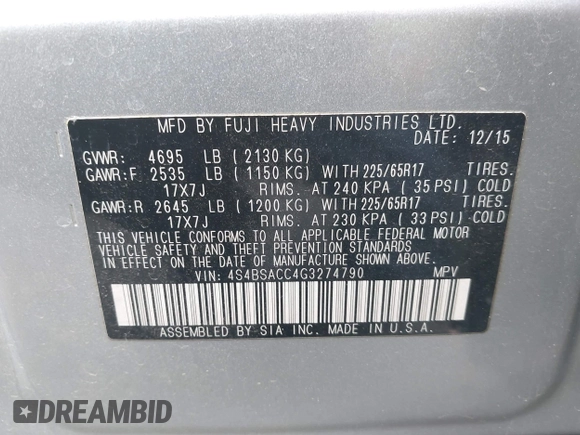 MFD BY FUJI HEAVY INDUSTRIES LTD.
DATE: 12/15
GVWR: 4695 LB ( 2130 KG)
GAWR:F 2535 LB ( 1150 KG) WITH 225/65R17 TIRES.
17X7J RIMS. AT 240 KPA ( 35 PSI) COLD
GAWR:R 2645 LB ( 1200 KG) WITH 225/65R17 TIRES.
17X7J RIMS. AT 230 KPA ( 33 PSI) COLD
THIS VEHICLE CONFORMS TO ALL APPLICABLE FEDERAL MOTOR
VEHICLE SAFETY AND THEFT PREVENTION STANDARDS
IN EFFECT ON THE DATE OF MANUFACTURE SHOWN ABOVE.
VIN: 4S4BSACC4G3274790 MPV
ASSEMBLED BY SIA INC. MADE IN U.S.A.
DREAMBID